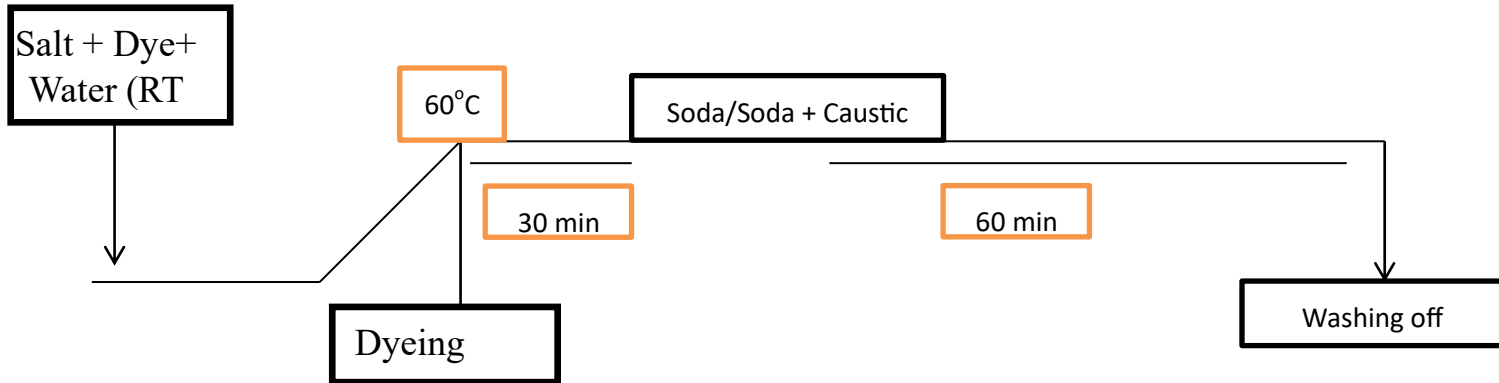 Salt + Dye+
Water (RT
60°C
Soda/Soda + Caustic
30 min
60 min
Dyeing
Washing off